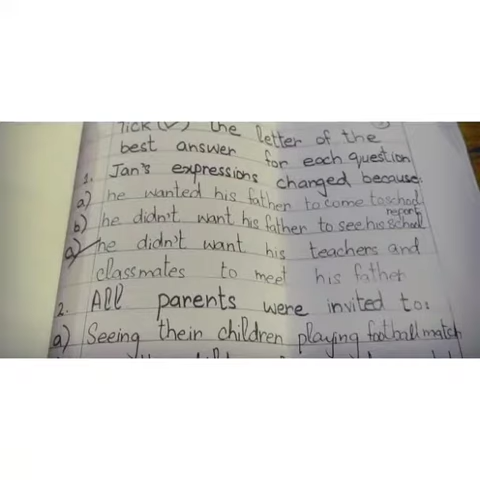 Tick (✓) the letter of the
best answer for each question
1. Jan's expressions changed because:
a) he wanted his father to come to school
b) he didn't want his father to see his school report
c) he didn't want his teachers and
classmates to meet his father
2. All parents were invited to:
a) Seeing their children playing football match